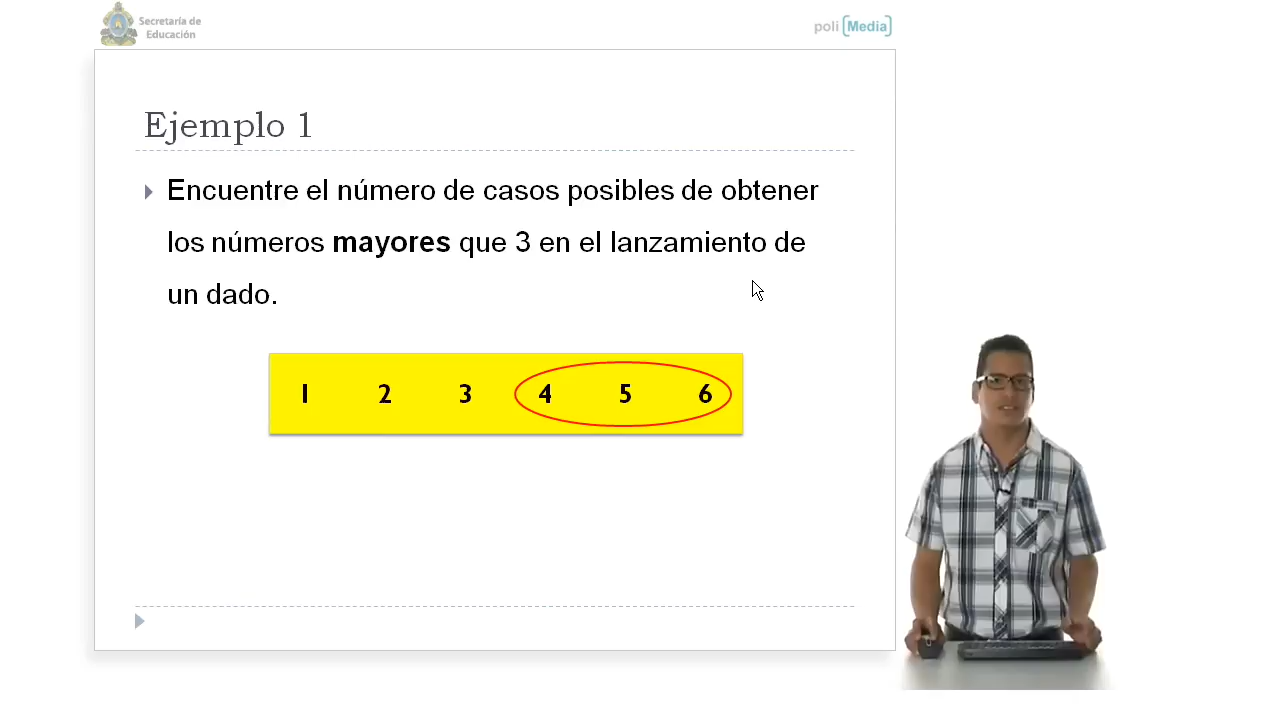 Secretaría de
Educación
poli [Media]
Ejemplo 1
Encuentre el número de casos posibles de obtener
los números mayores que 3 en el lanzamiento de
un dado.
1 2 3 4 5 6